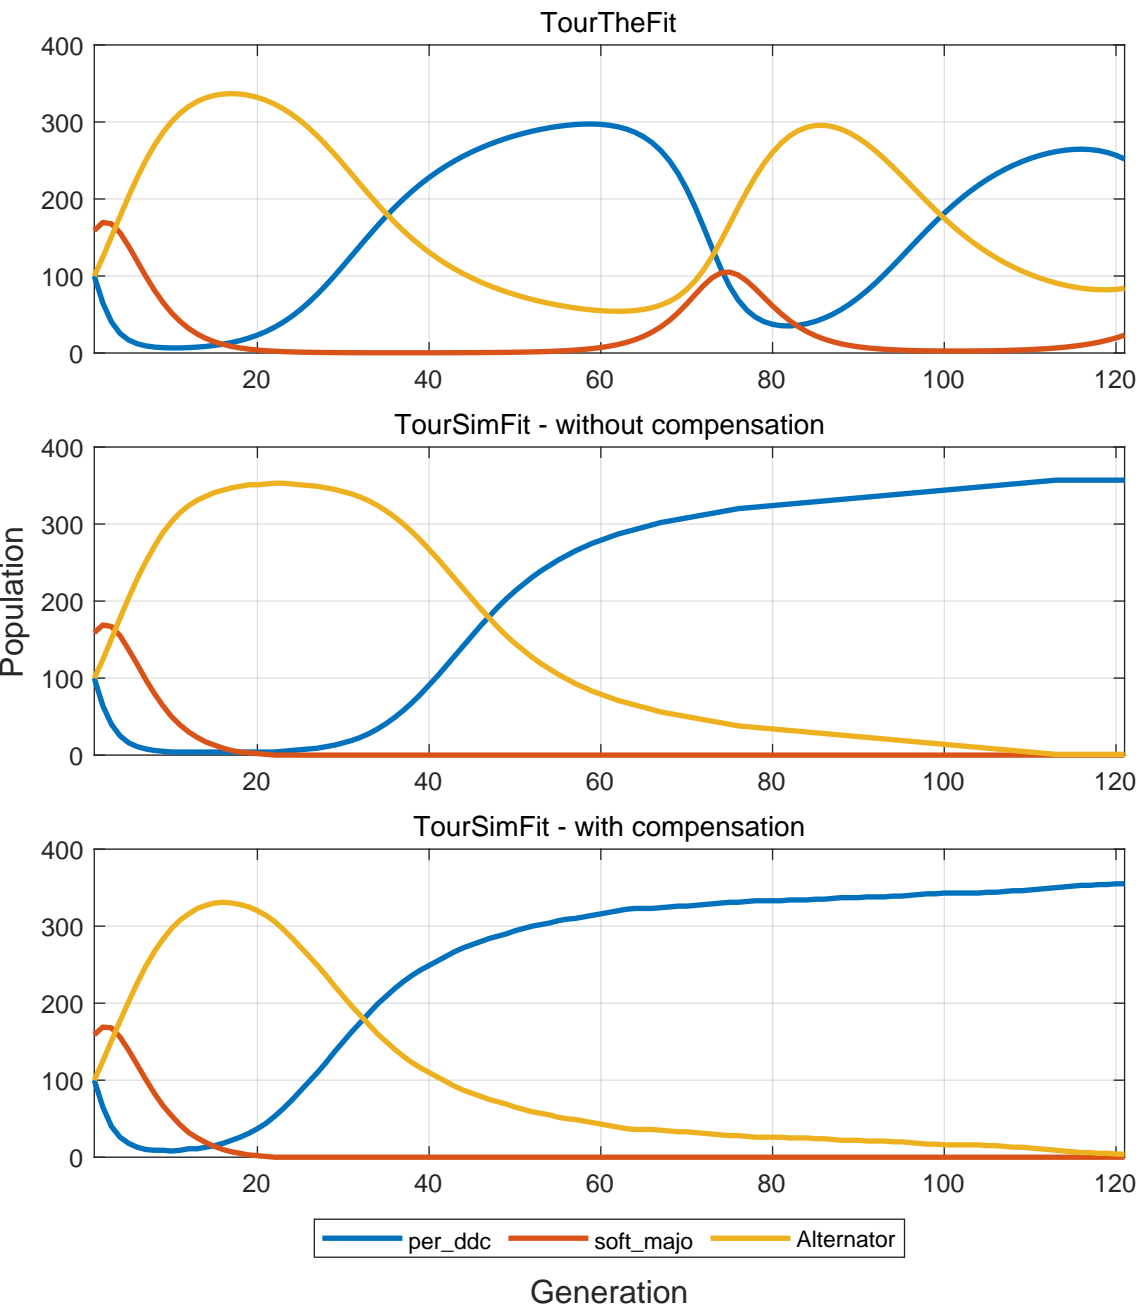 TourTheFit
400
300
200
100
0
20 40 60 80 100 120
TourSimFit - without compensation
400
300
200
100
0
20 40 60 80 100 120
Population
TourSimFit - with compensation
400
300
200
100
0
20 40 60 80 100 120
per_ddc soft_majo Alternator
Generation